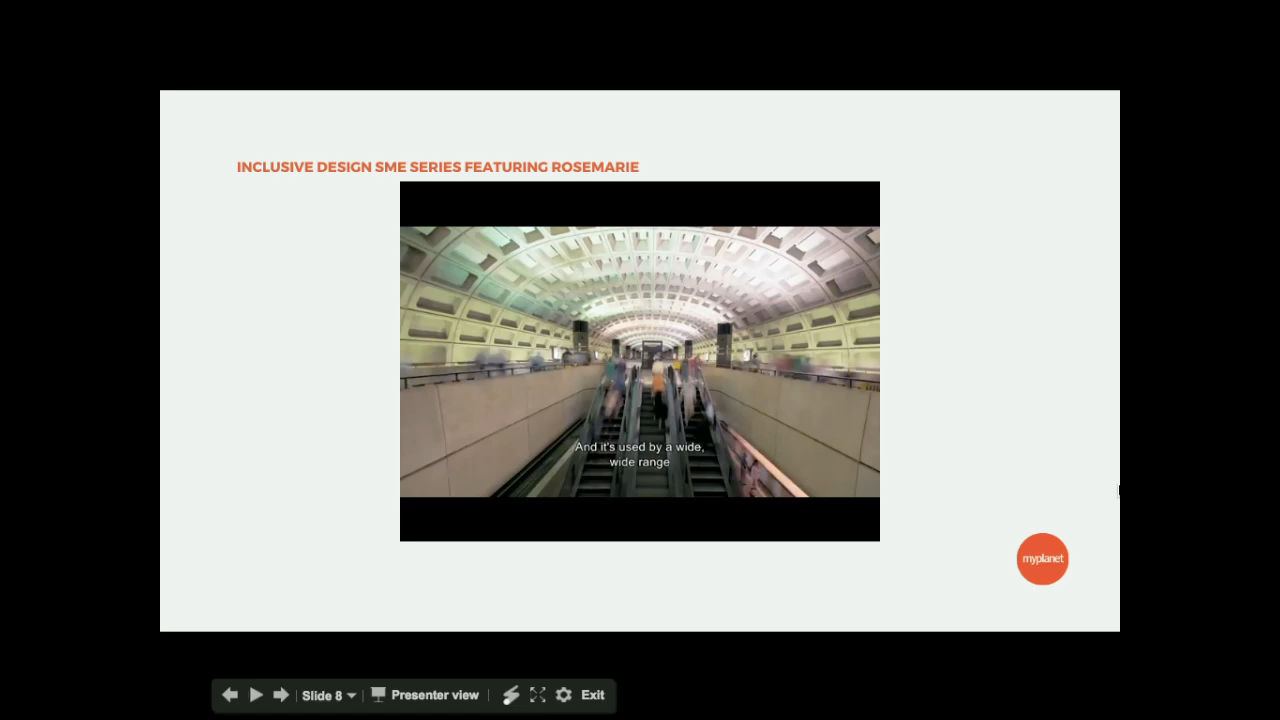 INCLUSIVE DESIGN SME SERIES FEATURING ROSEMARIE
And it's used by a wide,
wide range
myplanet
Slide 8
Presenter view
Exit